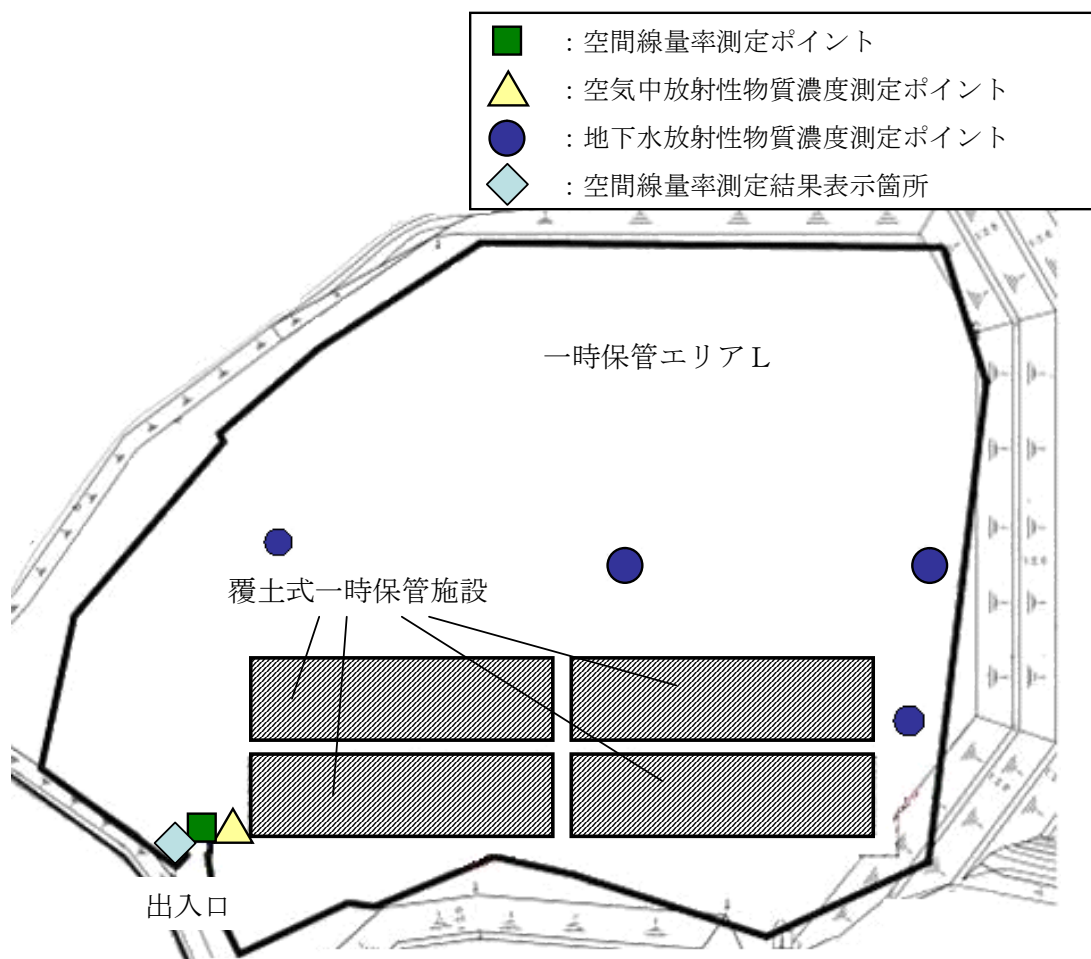 ：空間線量率測定ポイント
：空気中放射性物質濃度測定ポイント
：地下水放射性物質濃度測定ポイント
：空間線量率測定結果表示箇所
一時保管エリアＬ
覆土式一時保管施設
出入口